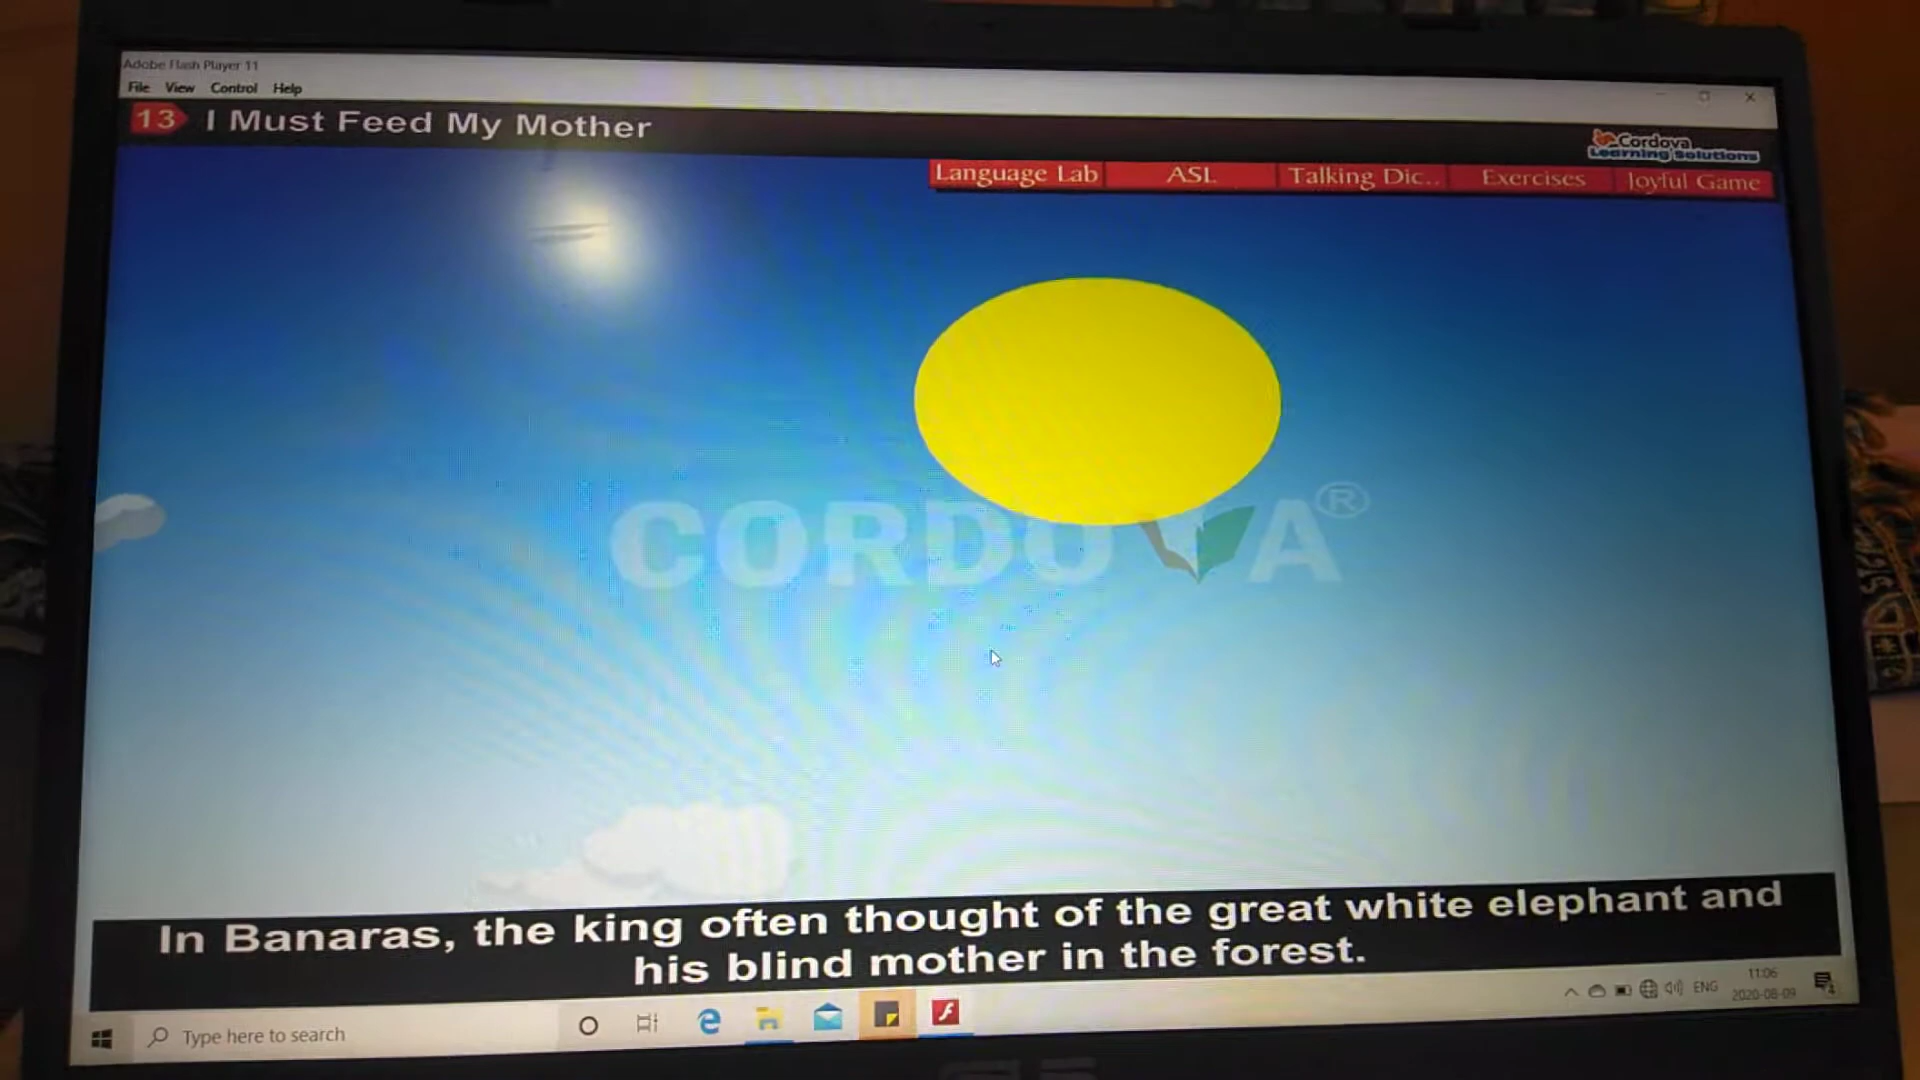 Adobe Flash Player 11
File View Control Help
13 I Must Feed My Mother
Cordova
Learning Solutions
Language Lab ASL Talking Dic.. Exercises Joyful Game
CORDOVA®
In Banaras, the king often thought of the great white elephant and
his blind mother in the forest.
Type here to search
ENG
11:06
2020-08-09